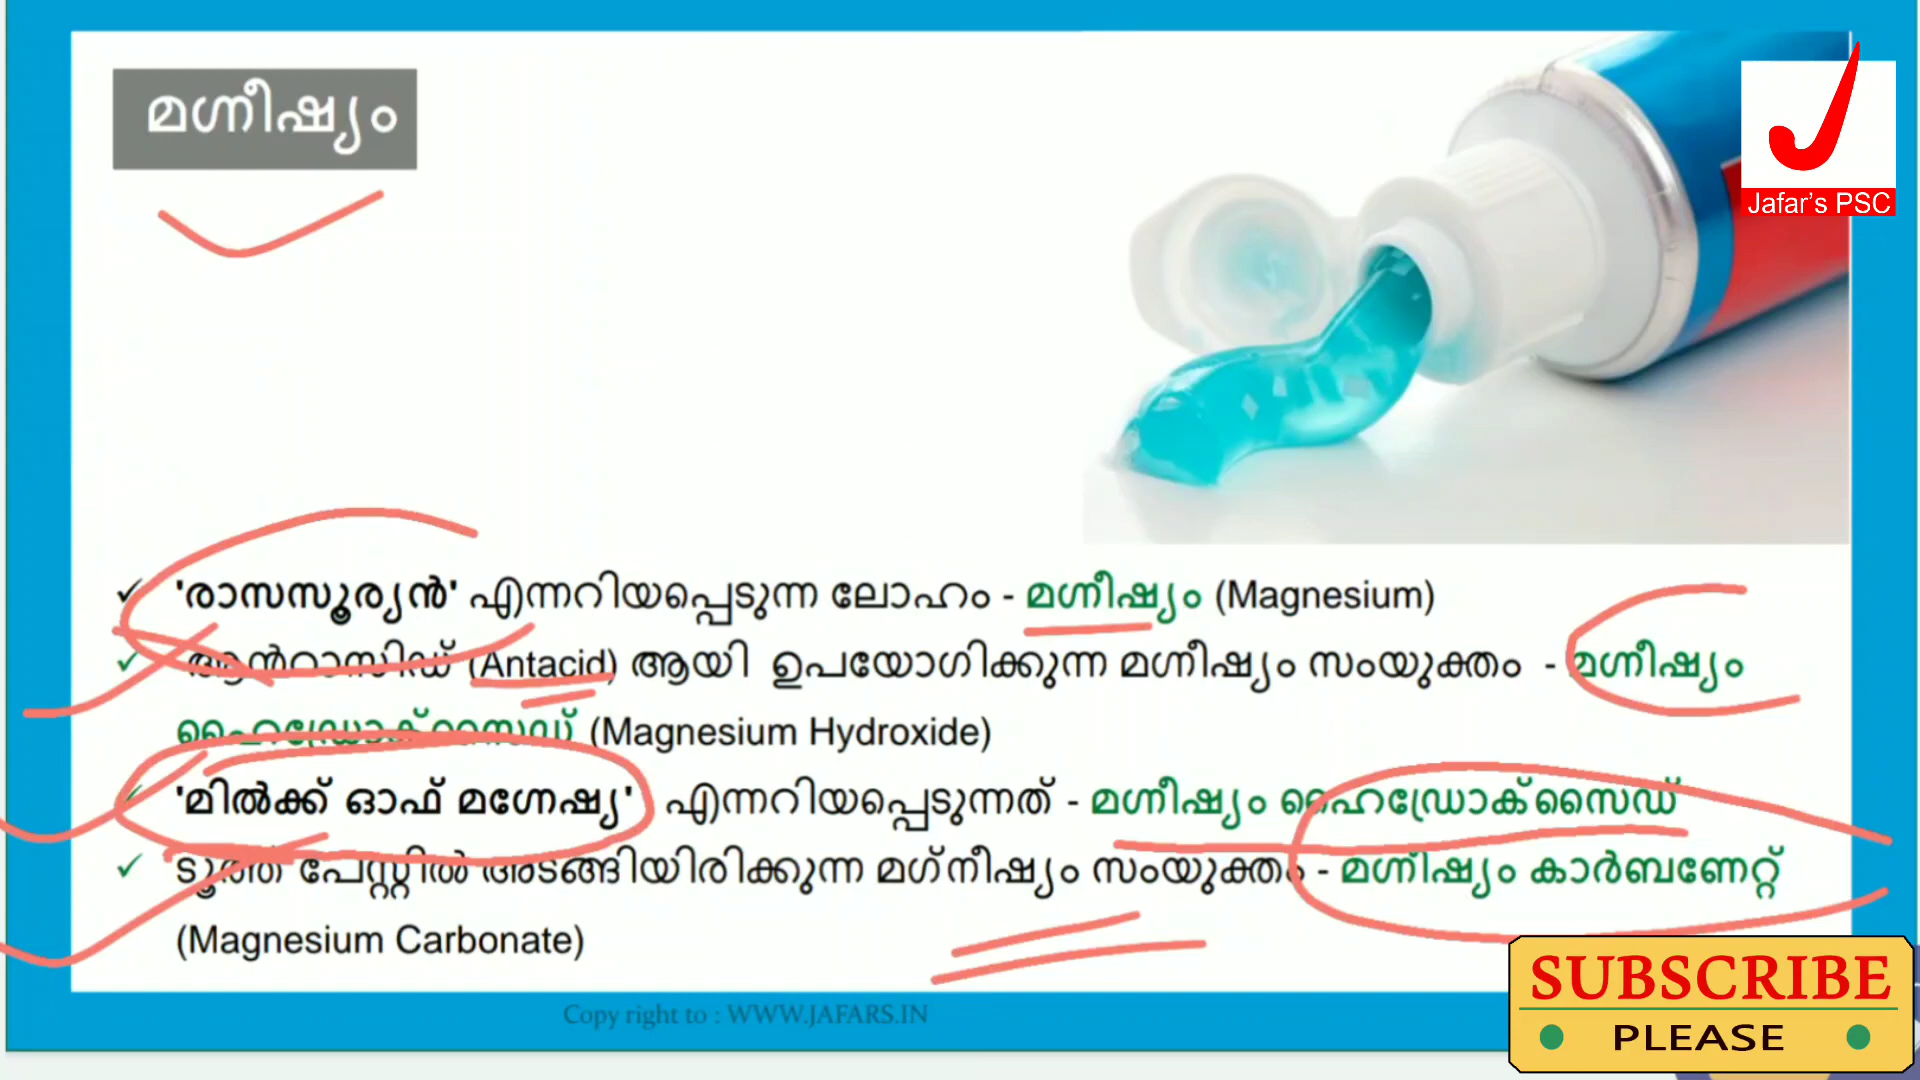 മഗ്നീഷ്യം
Jafar's PSC
'രാസസൂര്യൻ' എന്നറിയപ്പെടുന്ന ലോഹം - മഗ്നീഷ്യം (Magnesium)
ആൻറാസിഡ് (Antacid) ആയി ഉപയോഗിക്കുന്ന മഗ്നീഷ്യം സംയുക്തം - മഗ്നീഷ്യം
ഹൈഡ്രോക്സൈഡ് (Magnesium Hydroxide)
'മിൽക്ക് ഓഫ് മഗ്നേഷ്യ' എന്നറിയപ്പെടുന്നത് - മഗ്നീഷ്യം ഹൈഡ്രോക്സൈഡ്
ടൂത്ത് പേസ്റ്റിൽ അടങ്ങിയിരിക്കുന്ന മഗ്നീഷ്യം സംയുക്തം - മഗ്നീഷ്യം കാർബണേറ്റ്
(Magnesium Carbonate)
Copy right to : WWW.JAFARS.IN
SUBSCRIBE
PLEASE